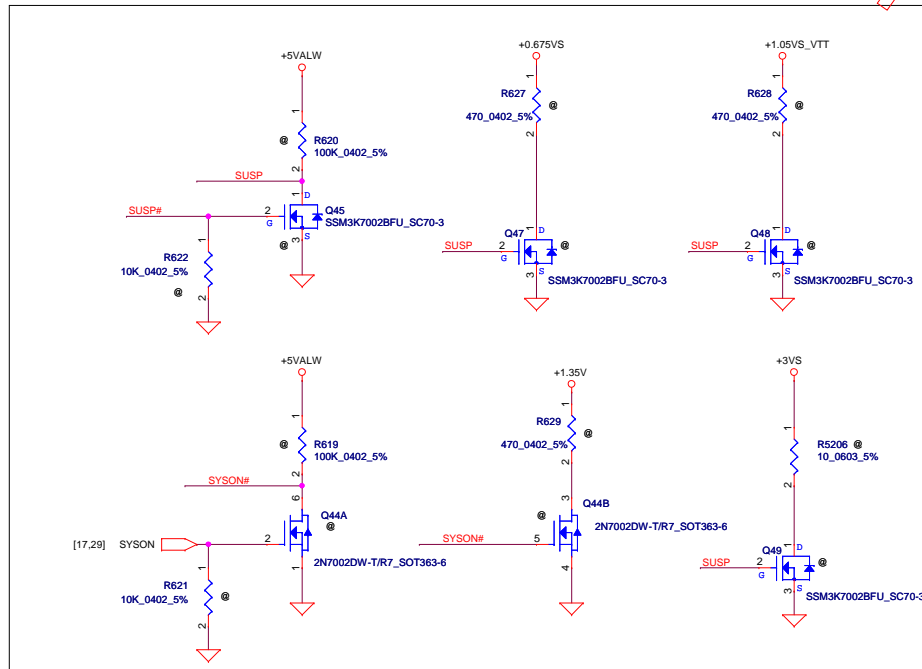 +5VALW
1
@
R620
100K_0402_5%
2
SUSP
SUSP#
1 D
2
G
Q45
SSM3K7002BFU_SC70-3
@
3 S
1
R622
10K_0402_5%
@
2
+0.675VS
1
R627
@
470_0402_5%
2
1 D
Q47
@
SUSP
2
G
3 S
SSM3K7002BFU_SC70-3
+1.05VS_VTT
1
R628
@
470_0402_5%
2
1 D
Q48
@
SUSP
2
G
3 S
SSM3K7002BFU_SC70-3
+5VALW
1
@
R619
100K_0402_5%
2
SYSON#
6
Q44A
@
[17,29] SYSON
2
2N7002DW-T/R7_SOT363-6
1
1
R621
10K_0402_5%
@
2
+1.35V
1
R629
@
470_0402_5%
2
3
Q44B
@
2N7002DW-T/R7_SOT363-6
SYSON#
5
4
+3VS
1
R5206 @
10_0603_5%
2
1 D
Q49
@
SUSP
2
G
3 S
SSM3K7002BFU_SC70-3